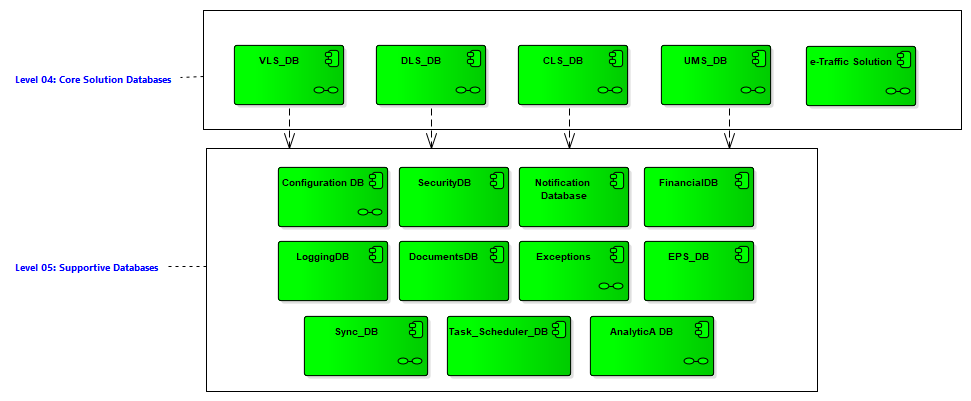 VLS_DB DLS_DB CLS_DB UMS_DB e-Traffic Solution
Level 04: Core Solution Databases
Configuration DB SecurityDB Notification FinancialDB
Database
LoggingDB DocumentsDB Exceptions EPS_DB
Level 05: Supportive Databases
Sync_DB Task_Scheduler_DB AnalyticA DB